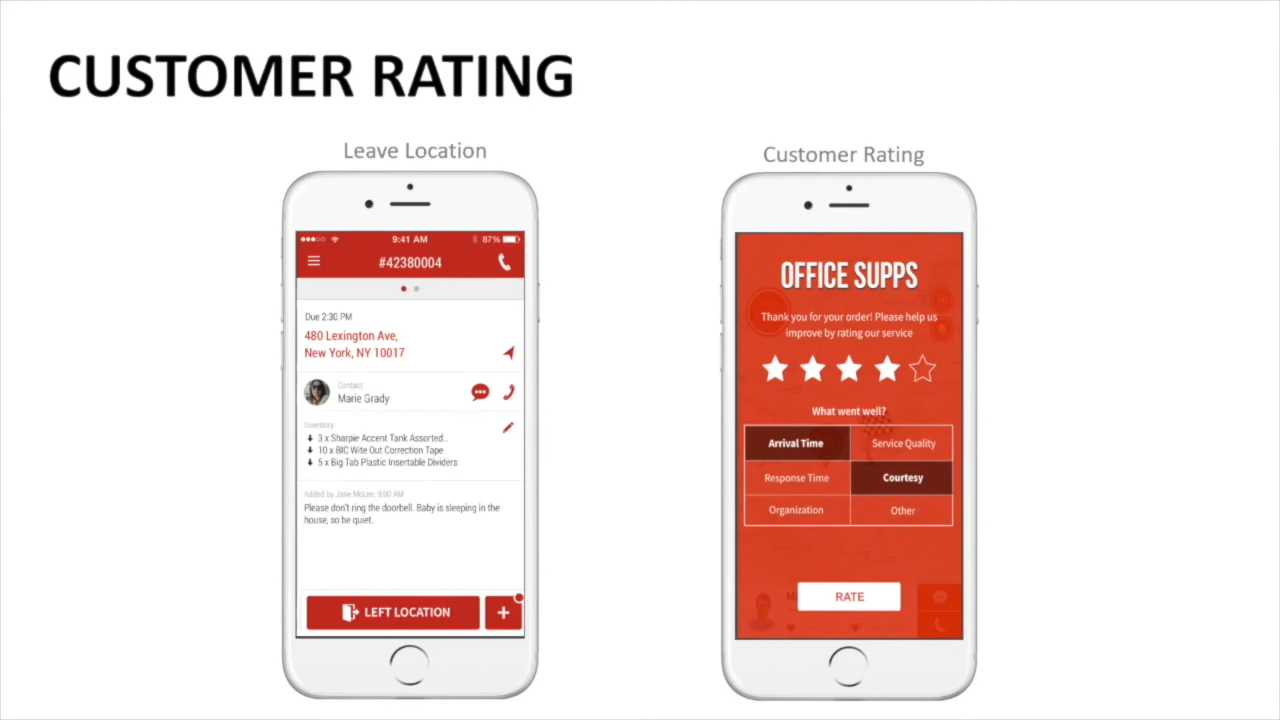 CUSTOMER RATING
Leave Location
9:41 AM
87%
#42380004
Due 2:30 PM
480 Lexington Ave,
New York, NY 10017
Contact
Marie Grady
Inventory
3 x Sharpie Accent Tank Assorted..
10 x BIC Wite Out Correction Tape
5 x Big Tab Plastic Insertable Dividers
Added by Jane McLee, 9:00 AM
Please don't ring the doorbell. Baby is sleeping in the
house, so be quiet.
LEFT LOCATION
+
Customer Rating
OFFICE SUPPS
Thank you for your order! Please help us
improve by rating our service
What went well?
Arrival Time
Service Quality
Response Time
Courtesy
Organization
Other
RATE